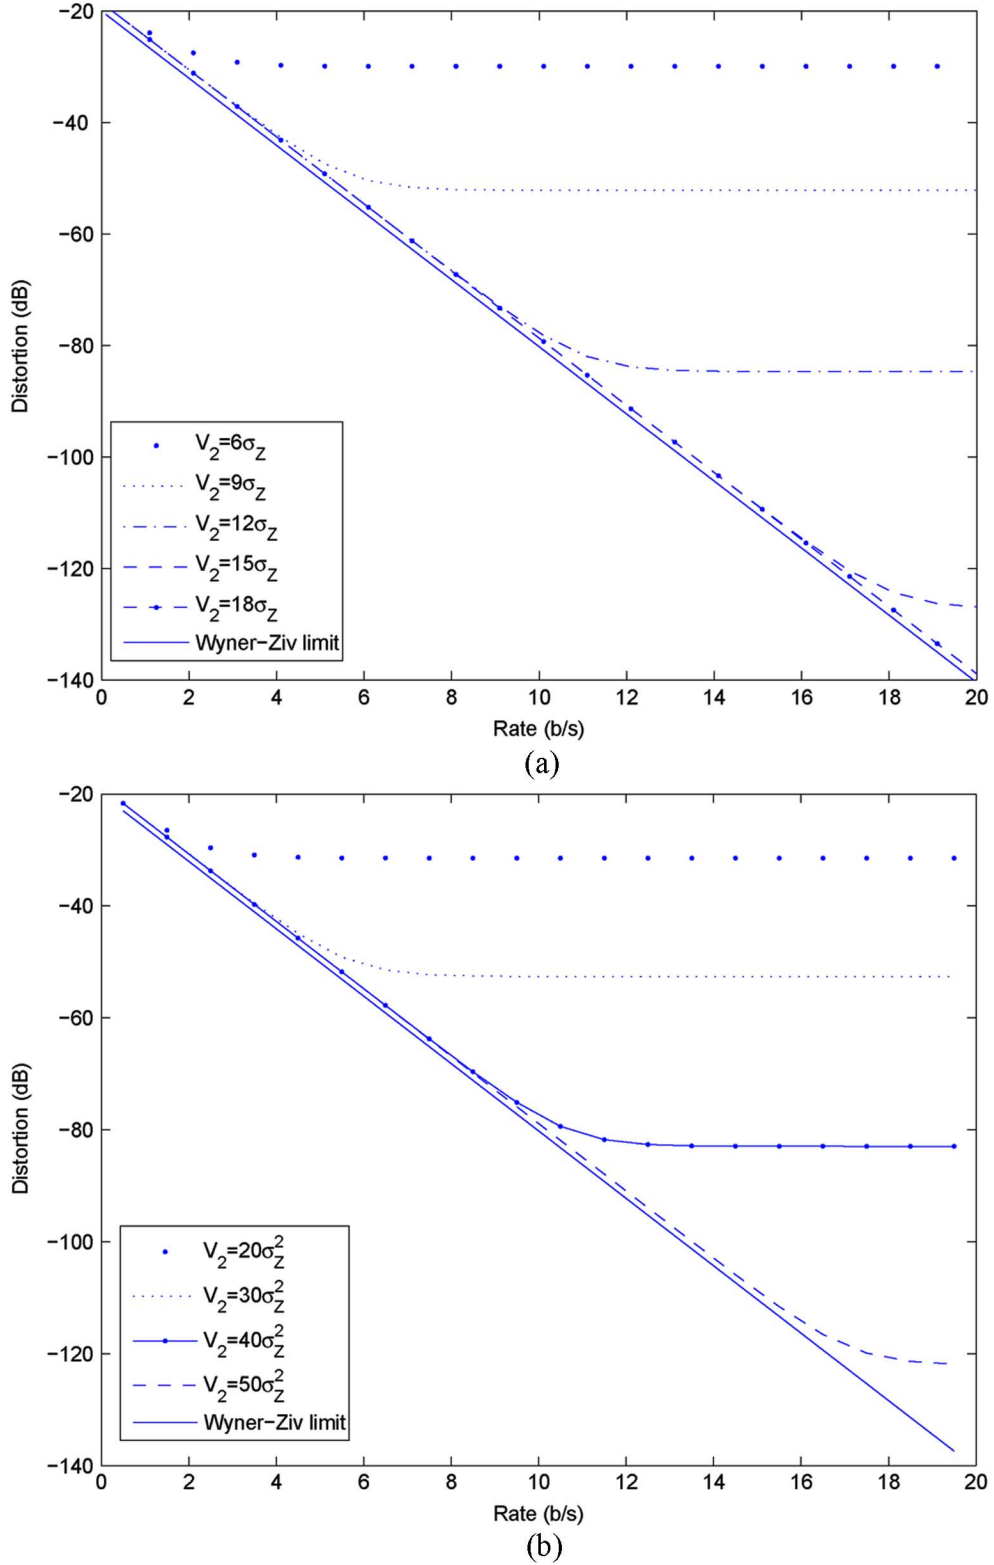 −20
−40
−60
−80
−100
−120
−140
Distortion (dB)
V2=6σZ
V2=9σZ
V2=12σZ
V2=15σZ
V2=18σZ
Wyner−Ziv limit
0 2 4 6 8 10 12 14 16 18 20
Rate (b/s)
(a)
−20
−40
−60
−80
−100
−120
−140
Distortion (dB)
V2=20σZ2
V2=30σZ2
V2=40σZ2
V2=50σZ2
Wyner−Ziv limit
0 2 4 6 8 10 12 14 16 18 20
Rate (b/s)
(b)